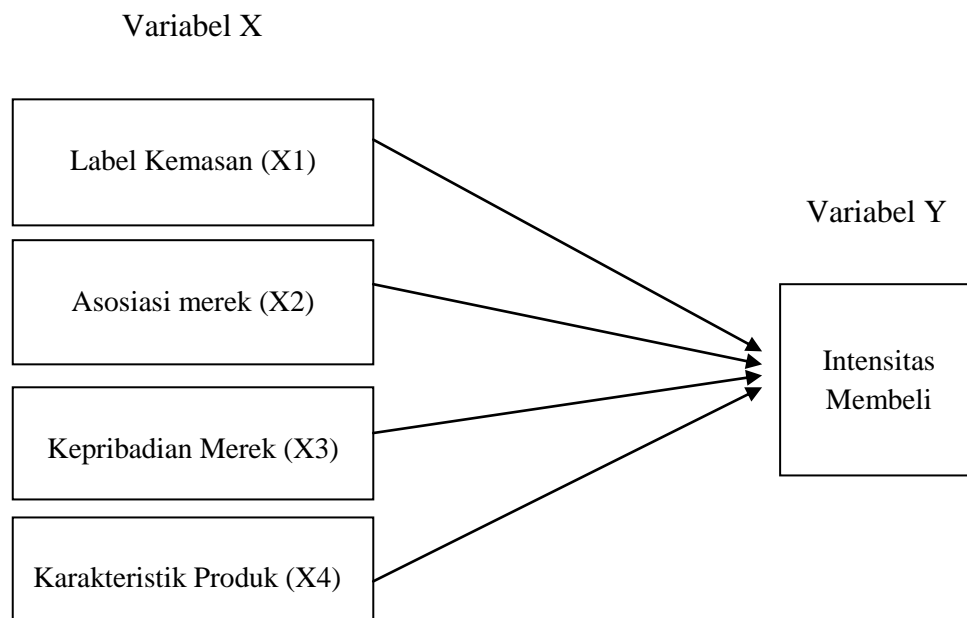 Variabel X
Label Kemasan (X1)
Asosiasi merek (X2)
Kepribadian Merek (X3)
Karakteristik Produk (X4)
Variabel Y
Intensitas
Membeli